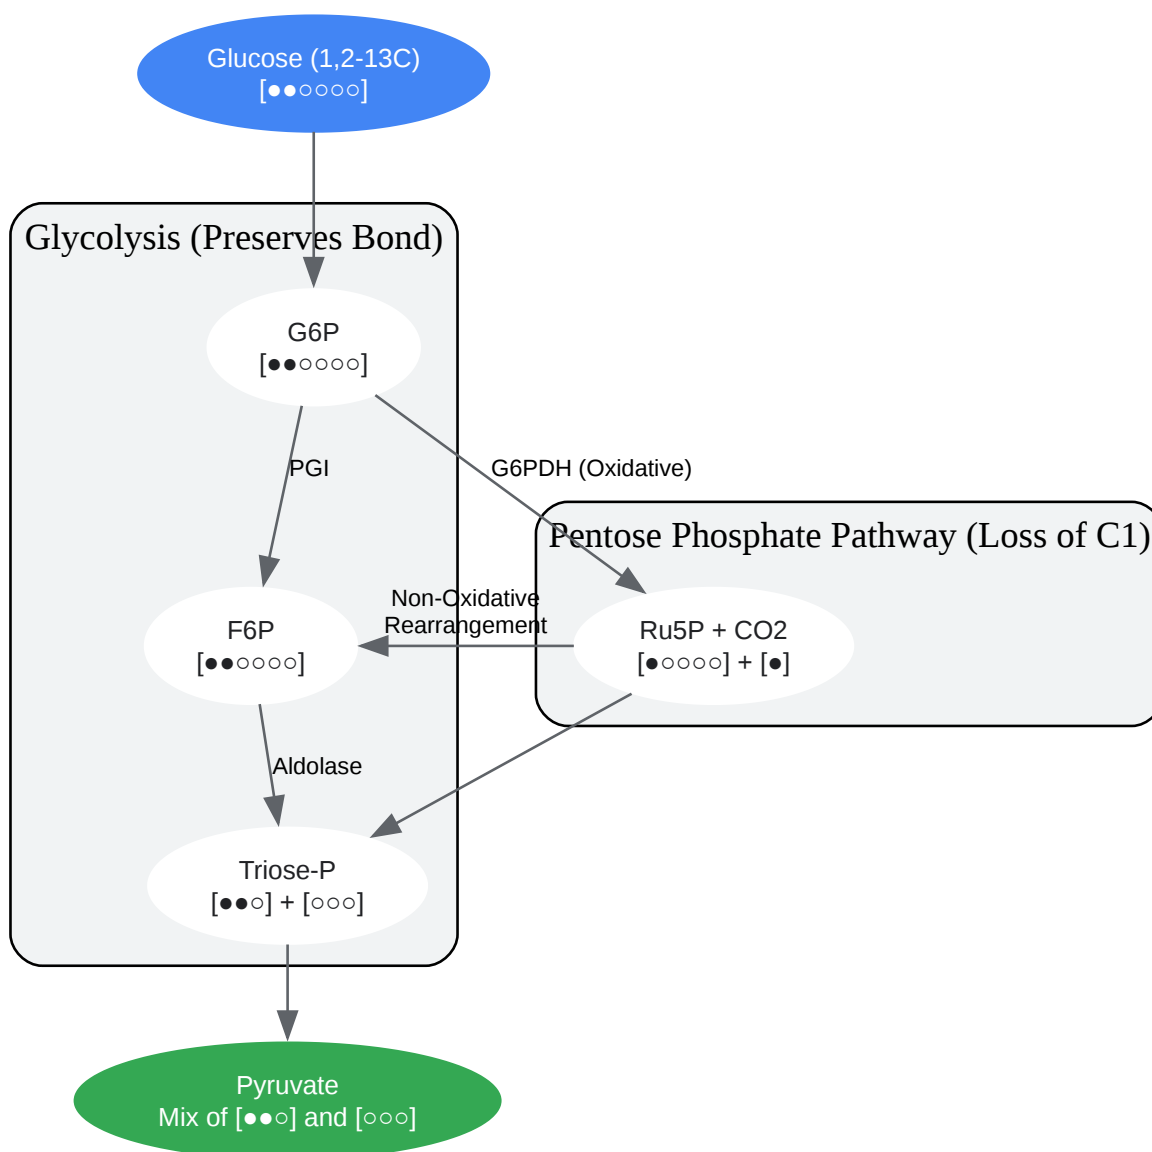 Glucose (1,2-13C)
[●●○○○○]
Glycolysis (Preserves Bond)
G6P
[●●○○○○]
PGI
G6PDH (Oxidative)
Pentose Phosphate Pathway (Loss of C1)
Non-Oxidative
Rearrangement
F6P
[●●○○○○]
Ru5P + CO2
[●○○○○] + [●]
Aldolase
Triose-P
[●●○] + [○○○]
Pyruvate
Mix of [●●○] and [○○○]